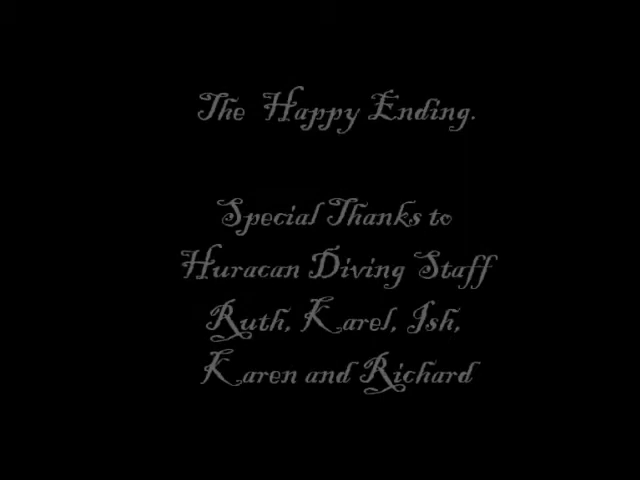 The Happy Ending.
Special Thanks to
Huracan Diving Staff
Ruth, Karel, Ish,
Karen and Richard